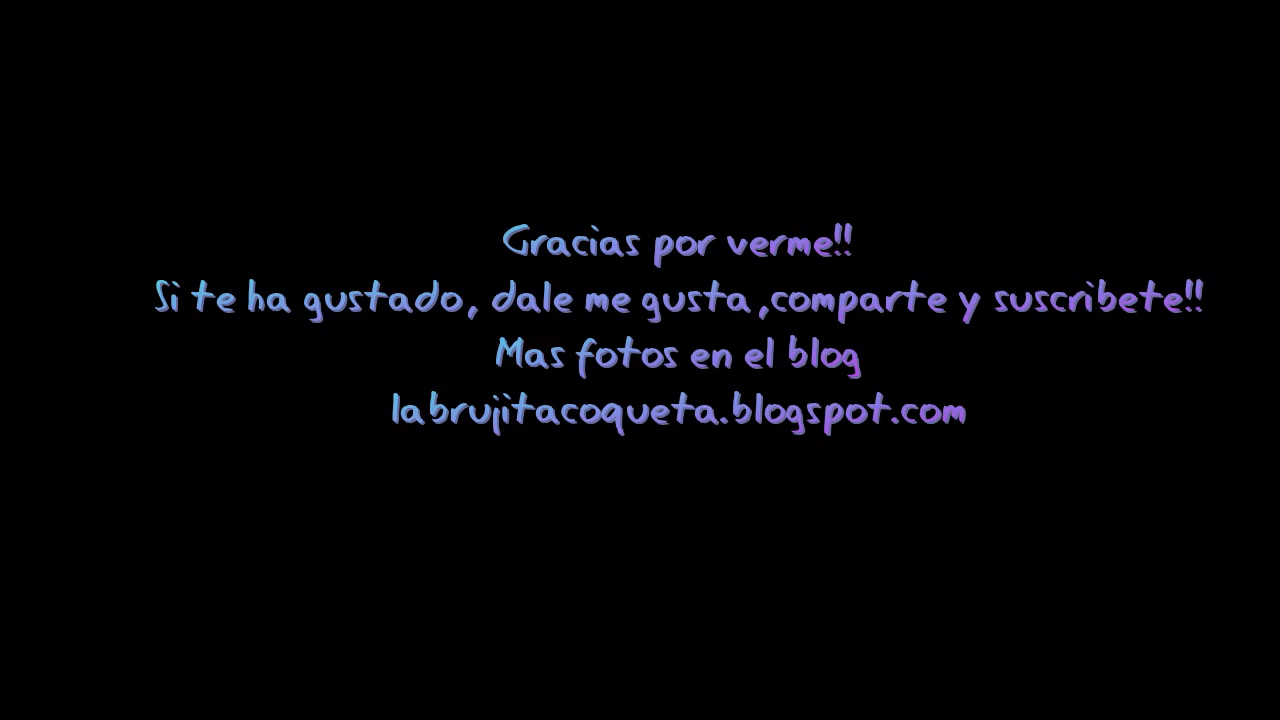 Gracias por verme!!
Si te ha gustado, dale me gusta,comparte y suscribete!!
Mas fotos en el blog
labrujitacoqueta.blogspot.com